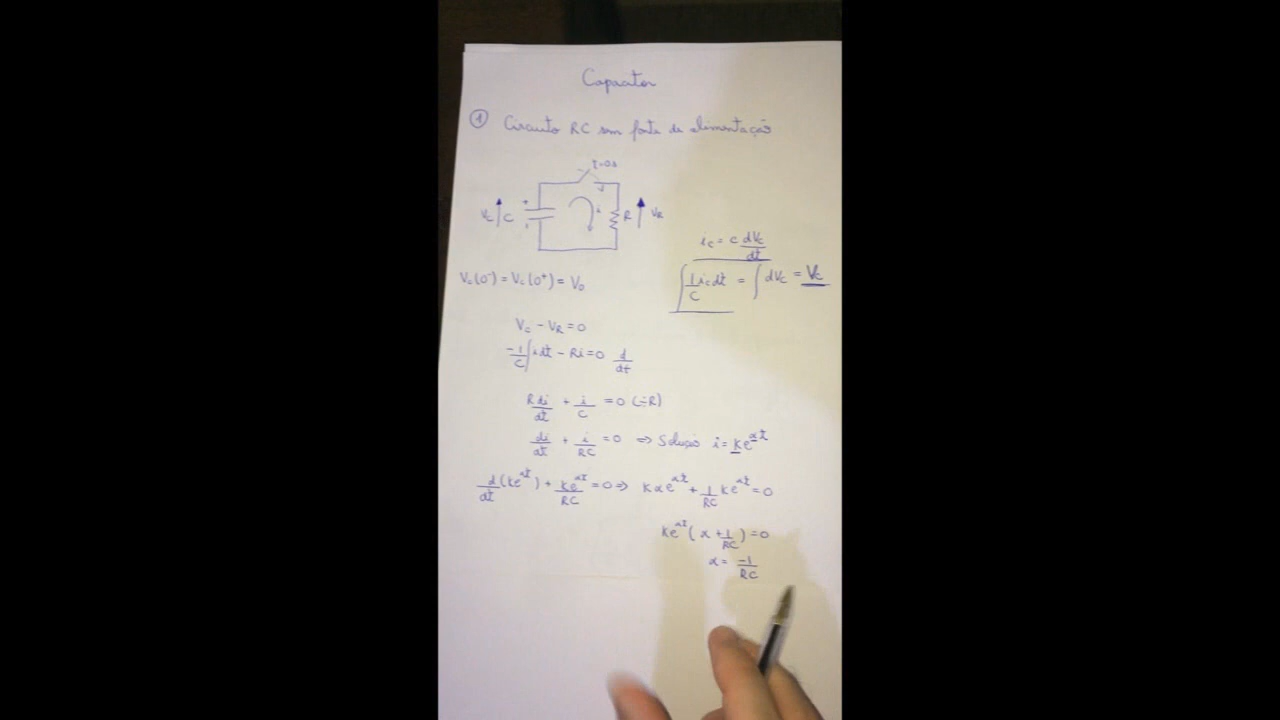 Capacitor
① Circuito RC sem fonte de alimentação
t=0s
Vc C + - i R VR
ic = C dVc/dt
∫ 1/C ic dt = ∫ dVc = Vc
Vc(0⁻) = Vc(0⁺) = V0
Vc - VR = 0
-1/C ∫ i dt - Ri = 0 d/dt
R di/dt + i/C = 0 (÷R)
di/dt + i/RC = 0 => Solução i = ke^αt
d/dt (ke^αt) + ke^αt/RC = 0 => kαe^αt + 1/RC ke^αt = 0
ke^αt (α + 1/RC) = 0
α = -1/RC